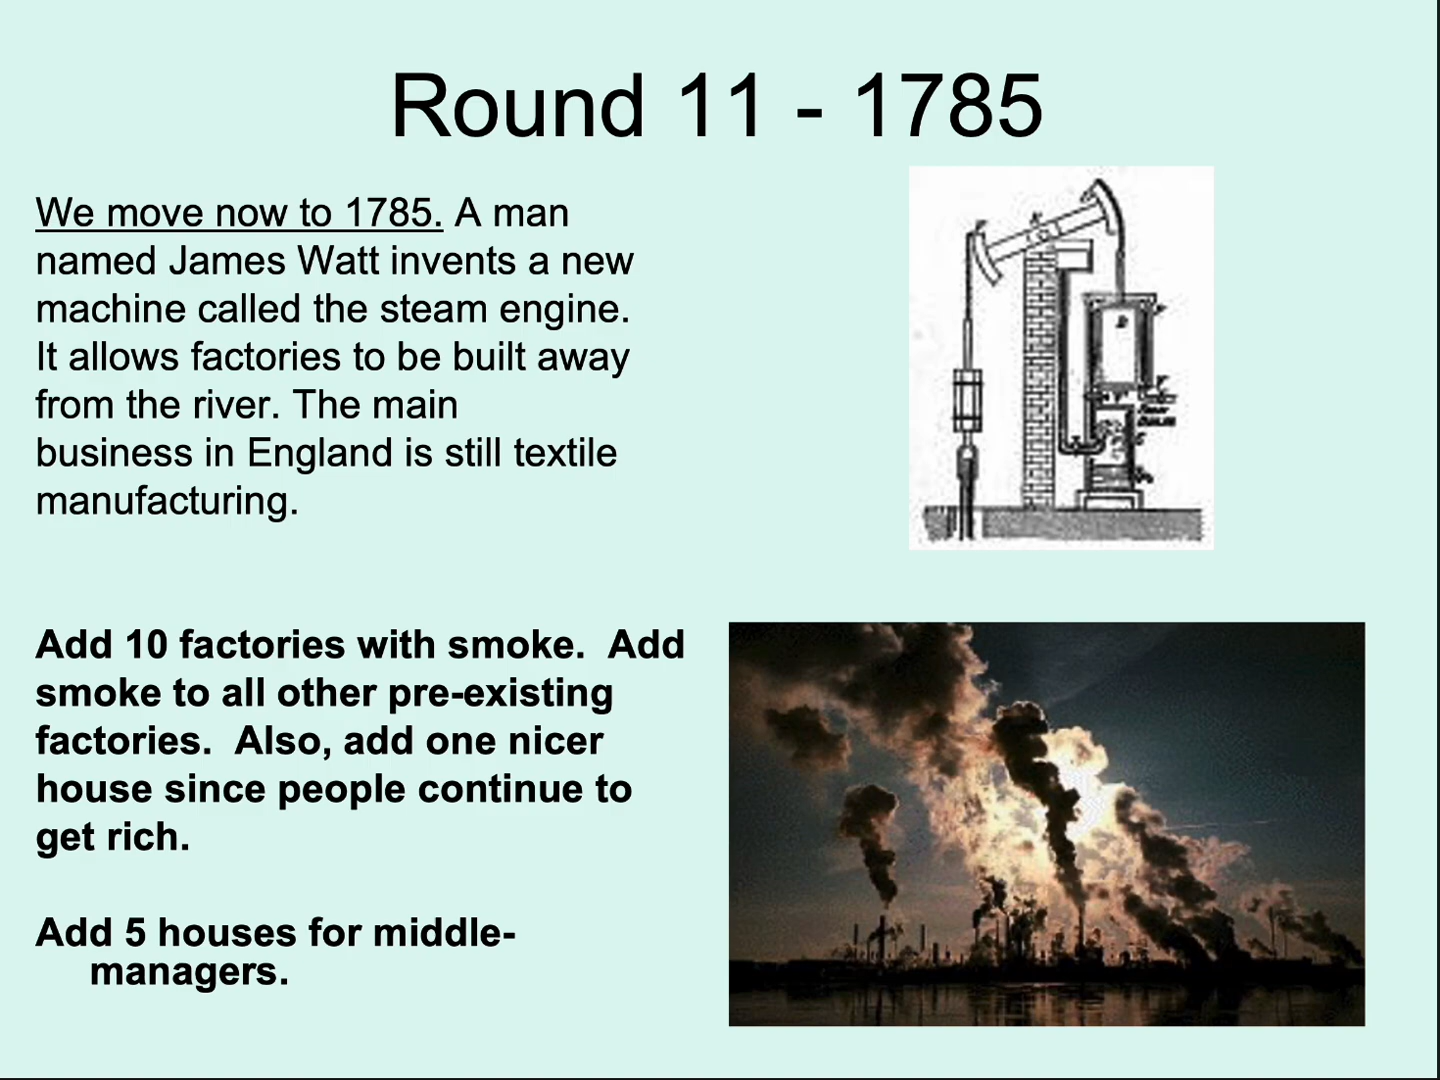 Round 11 - 1785
We move now to 1785. A man
named James Watt invents a new
machine called the steam engine.
It allows factories to be built away
from the river. The main
business in England is still textile
manufacturing.
Add 10 factories with smoke.  Add
smoke to all other pre-existing
factories.  Also, add one nicer
house since people continue to
get rich.
Add 5 houses for middle-
managers.